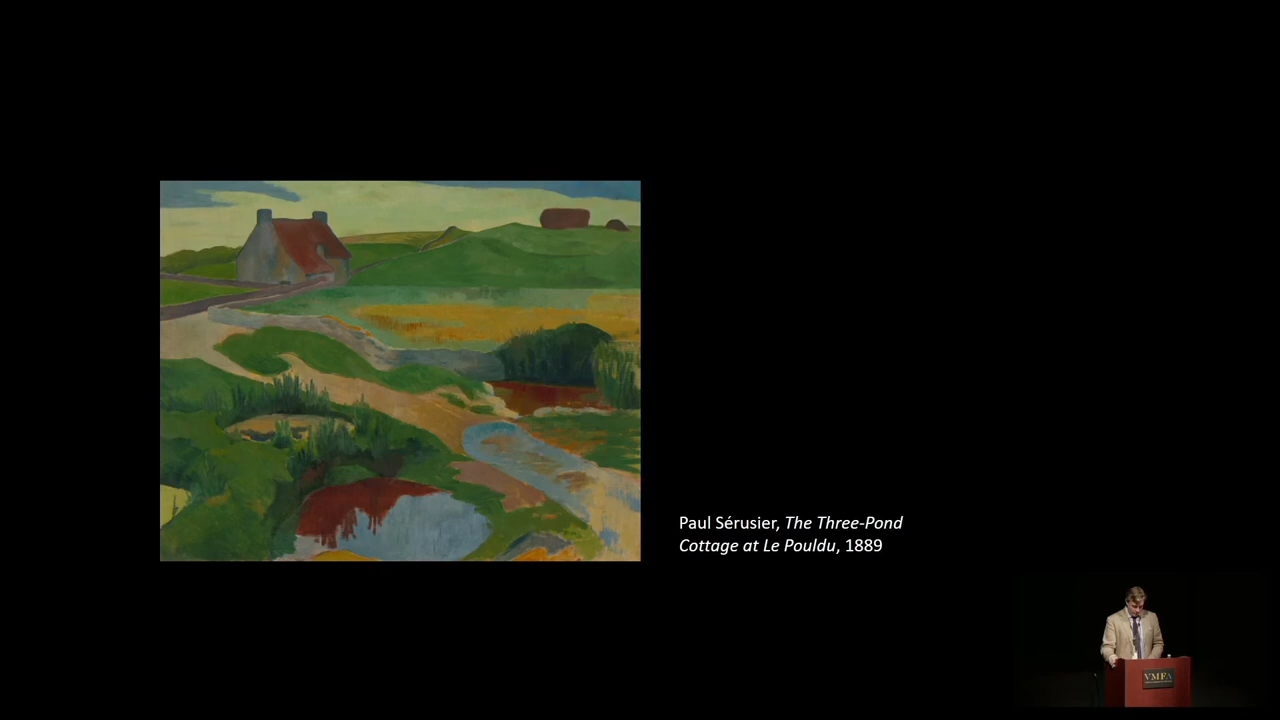 Paul Sérusier, The Three-Pond
Cottage at Le Pouldu, 1889
VMFA